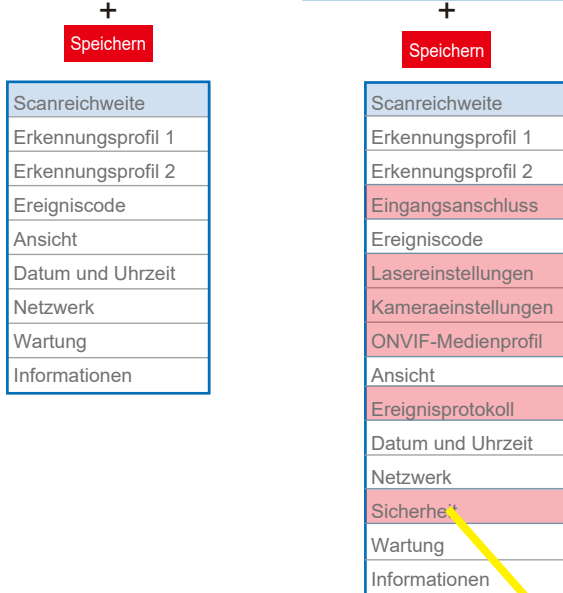 +
Speichern
Scanreichweite
Erkennungsprofil 1
Erkennungsprofil 2
Ereigniscode
Ansicht
Datum und Uhrzeit
Netzwerk
Wartung
Informationen
+
Speichern
Scanreichweite
Erkennungsprofil 1
Erkennungsprofil 2
Eingangsanschluss
Ereigniscode
Lasereinstellungen
Kameraeinstellungen
ONVIF-Medienprofil
Ansicht
Ereignisprotokoll
Datum und Uhrzeit
Netzwerk
Sicherheit
Wartung
Informationen